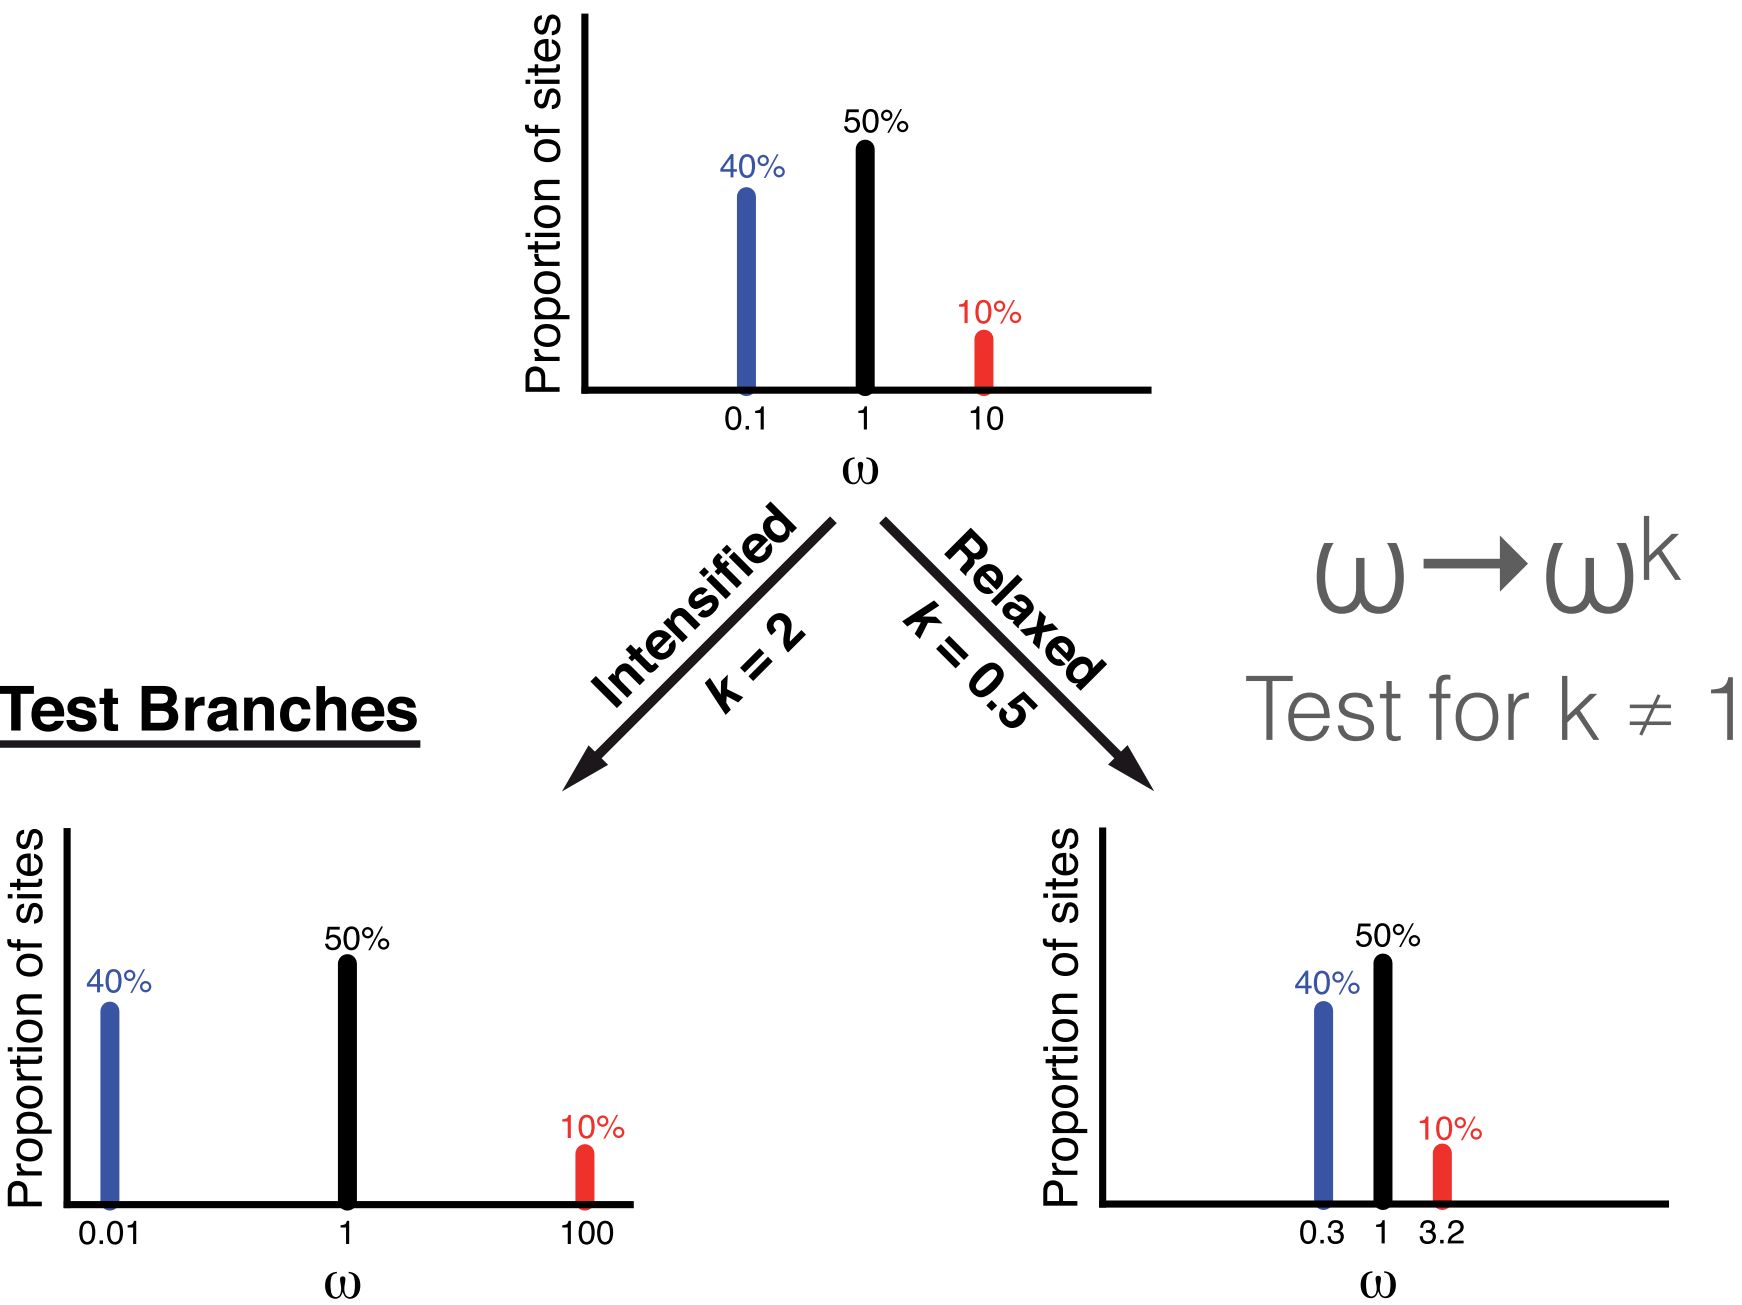 Proportion of sites
50%
40%
10%
0.1 1 10
ω
Intensified
k = 2
Relaxed
k = 0.5
ω → ωᵏ
Test for k ≠ 1
Test Branches
Proportion of sites
50%
40%
10%
0.01 1 100
ω
Proportion of sites
50%
40%
10%
0.3 1 3.2
ω